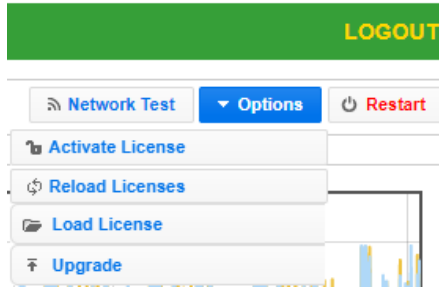 LOGOUT
Network Test Options Restart
Activate License
Reload Licenses
Load License
Upgrade